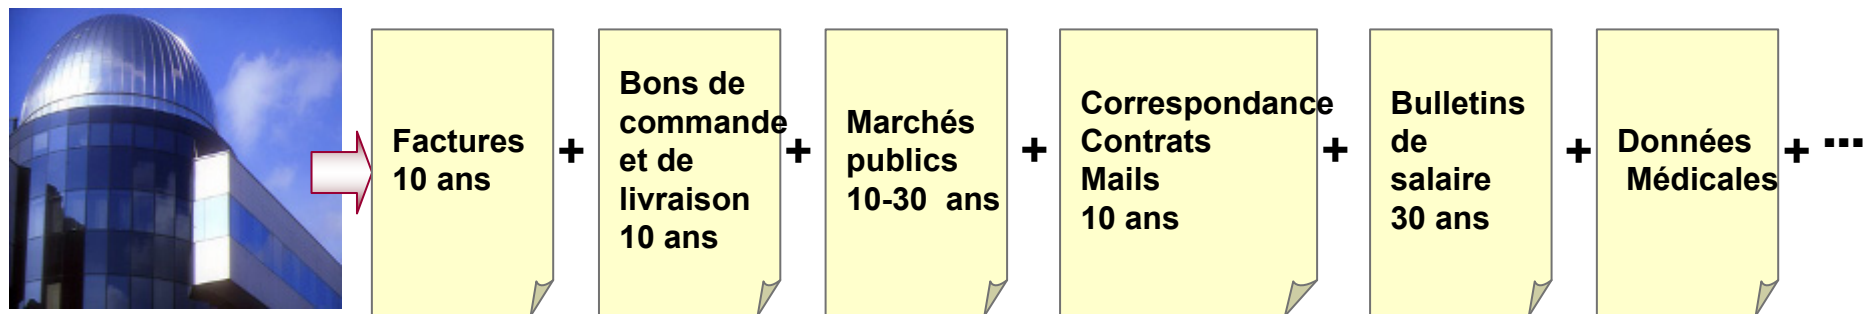 Factures
10 ans
+
Bons de
commande
et de
livraison
10 ans
+
Marchés
publics
10-30 ans
+
Correspondance
Contrats
Mails
10 ans
+
Bulletins
de
salaire
30 ans
+
Données
Médicales
+ ...